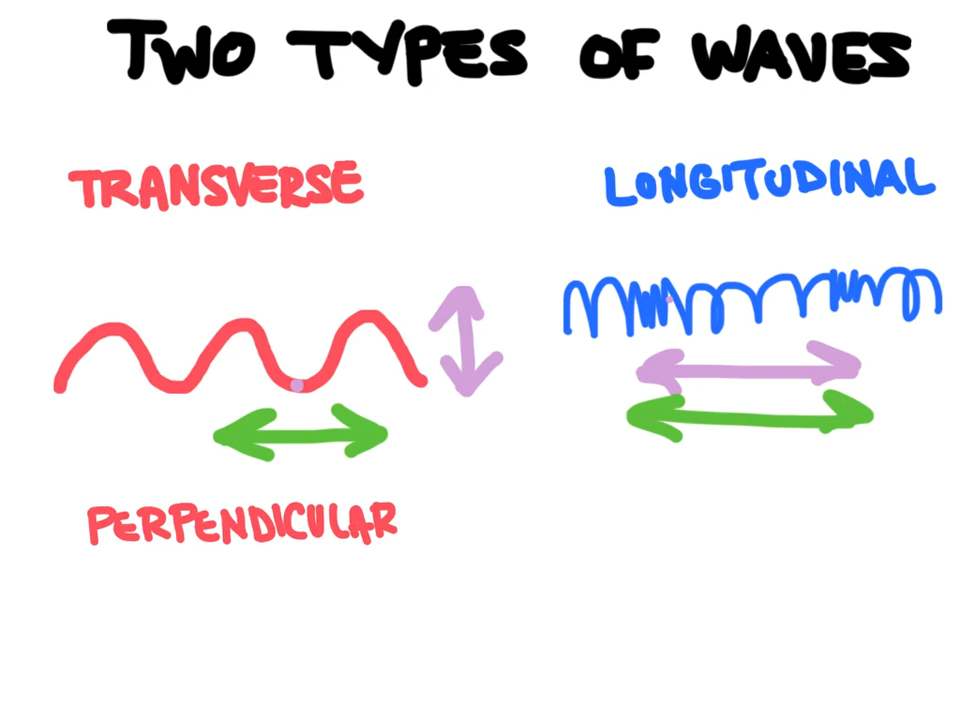 TWO TYPES OF WAVES
TRANSVERSE
LONGITUDINAL
PERPENDICULAR